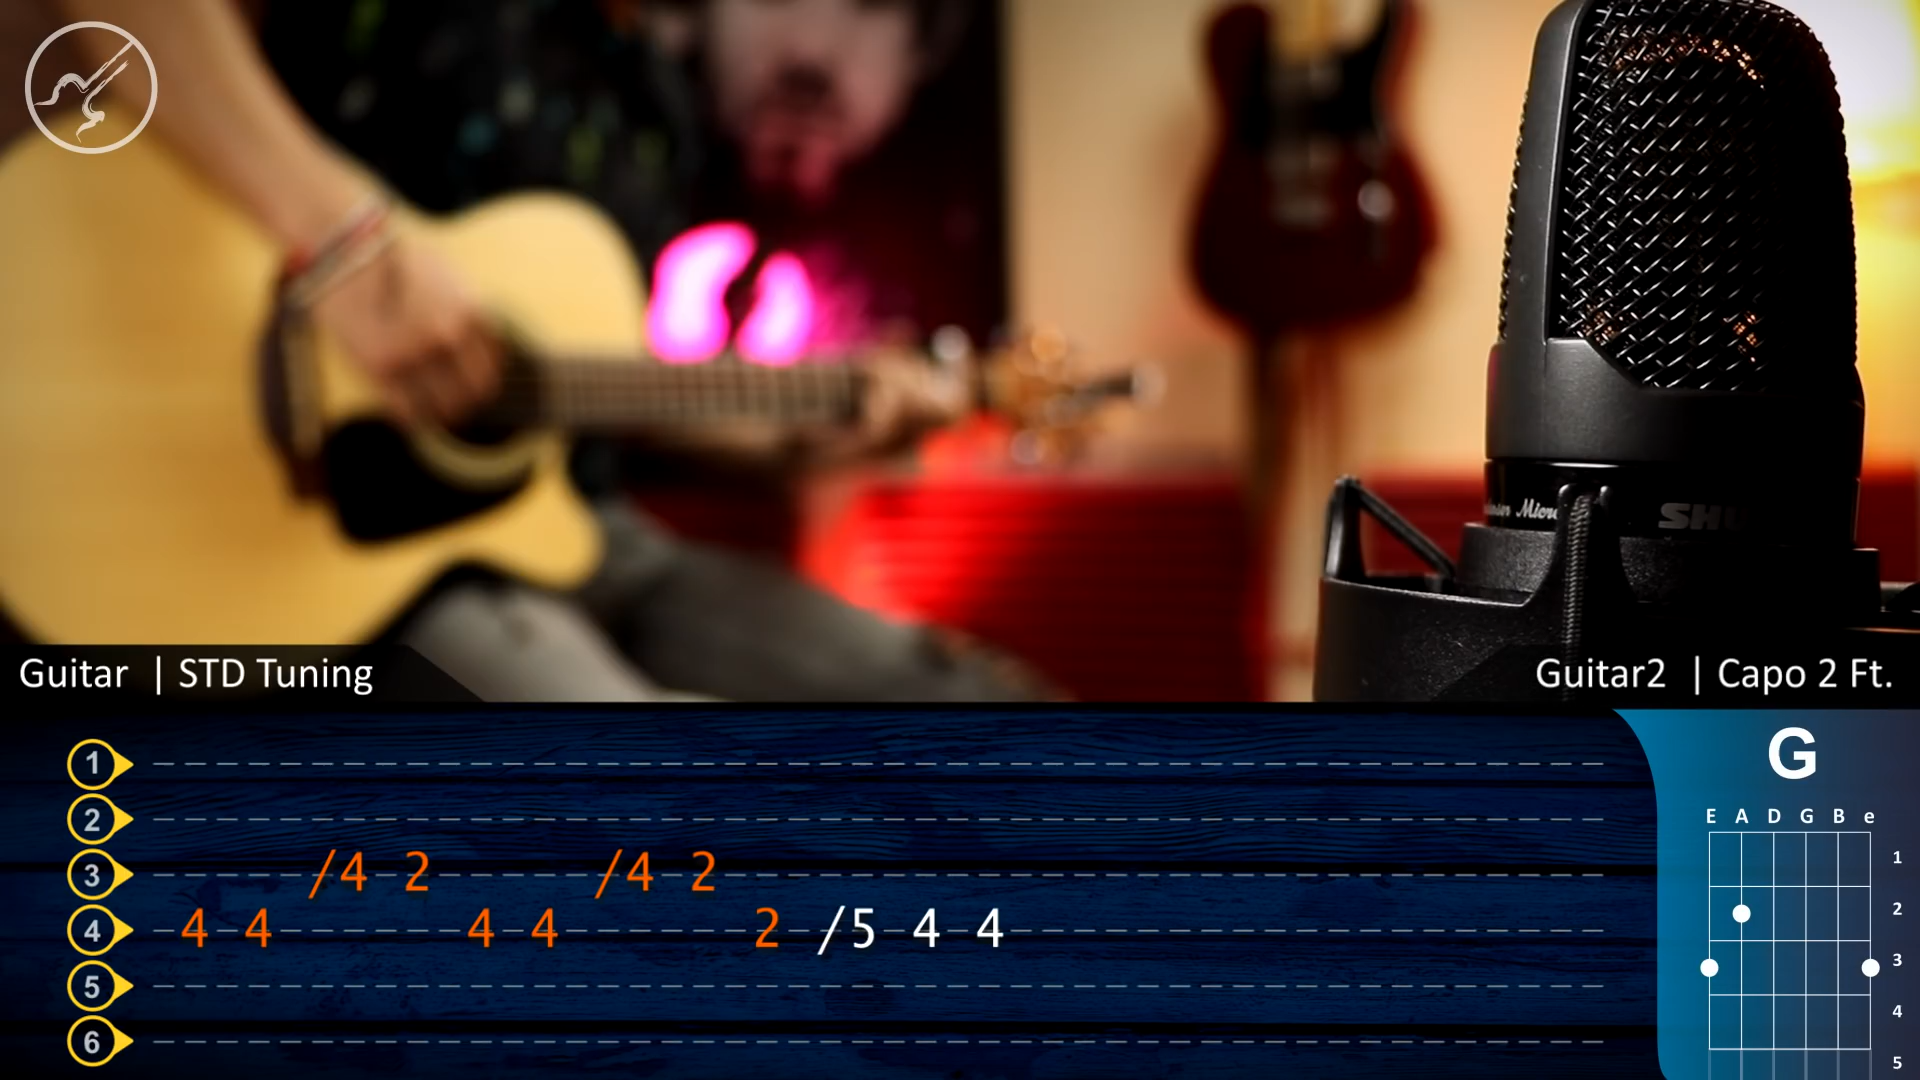 SHU
Guitar | STD Tuning
Guitar2 | Capo 2 Ft.
G
E A D G B e
1
2
3
4
5
1
2
3 /4 2 /4 2
4 4 4 4 4 2 /5 4 4
5
6